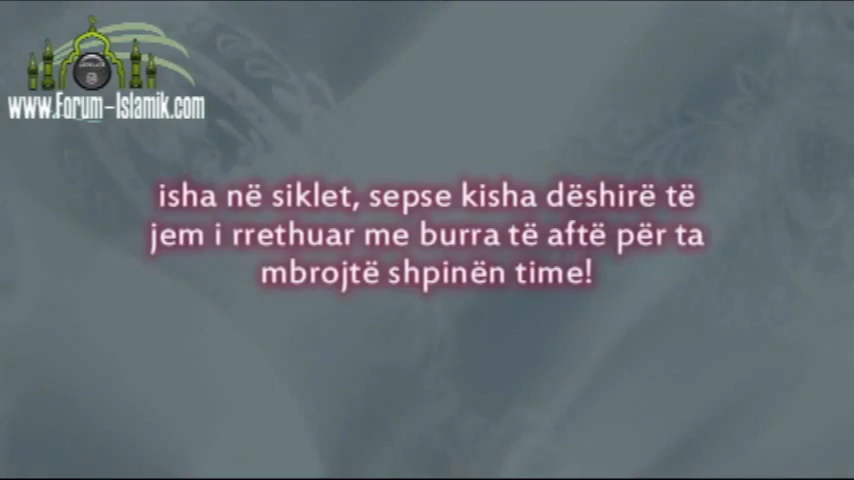 www.Forum-Islamik.com
isha në siklet, sepse kisha dëshirë të
jem i rrethuar me burra të aftë për ta
mbrojtë shpinën time!